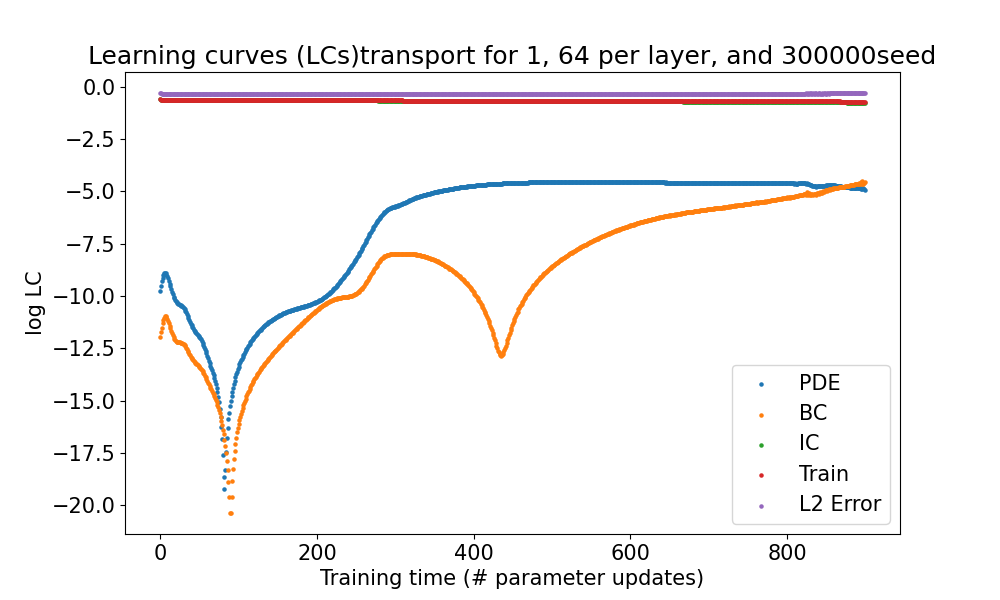 Learning curves (LCs)transport for 1, 64 per layer, and 300000seed
0.0
−2.5
−5.0
−7.5
−10.0
−12.5
−15.0
−17.5
−20.0
log LC
PDE
BC
IC
Train
L2 Error
0 200 400 600 800
Training time (# parameter updates)